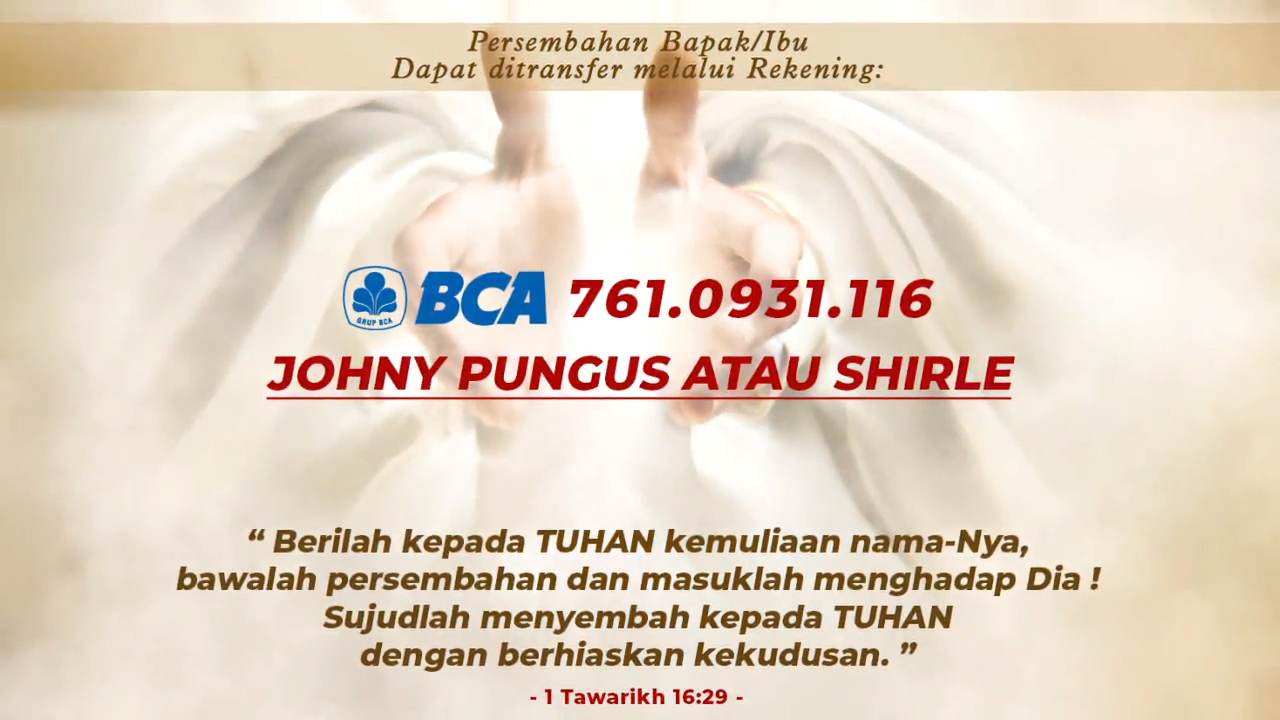 Persembahan Bapak/Ibu
Dapat ditransfer melalui Rekening:
GRUP BCA BCA 761.0931.116
JOHNY PUNGUS ATAU SHIRLE
“ Berilah kepada TUHAN kemuliaan nama-Nya,
bawalah persembahan dan masuklah menghadap Dia !
Sujudlah menyembah kepada TUHAN
dengan berhiaskan kekudusan. ”
- 1 Tawarikh 16:29 -